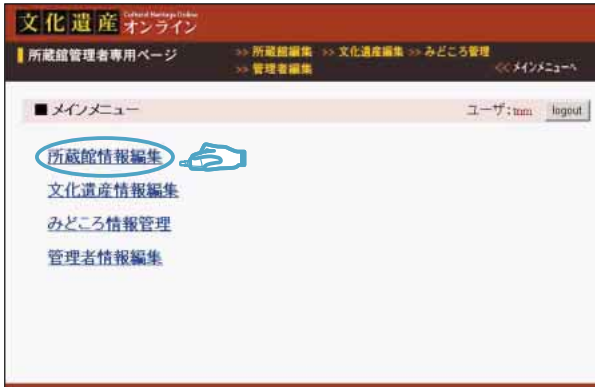 文化遺産オンライン
Cultural Heritage Online
所蔵館管理者専用ページ
>> 所蔵館編集 >> 文化遺産編集 >> みどころ管理
>> 管理者編集
<< メインメニューへ
■ メインメニュー
ユーザ:tnm logout
所蔵館情報編集
文化遺産情報編集
みどころ情報管理
管理者情報編集